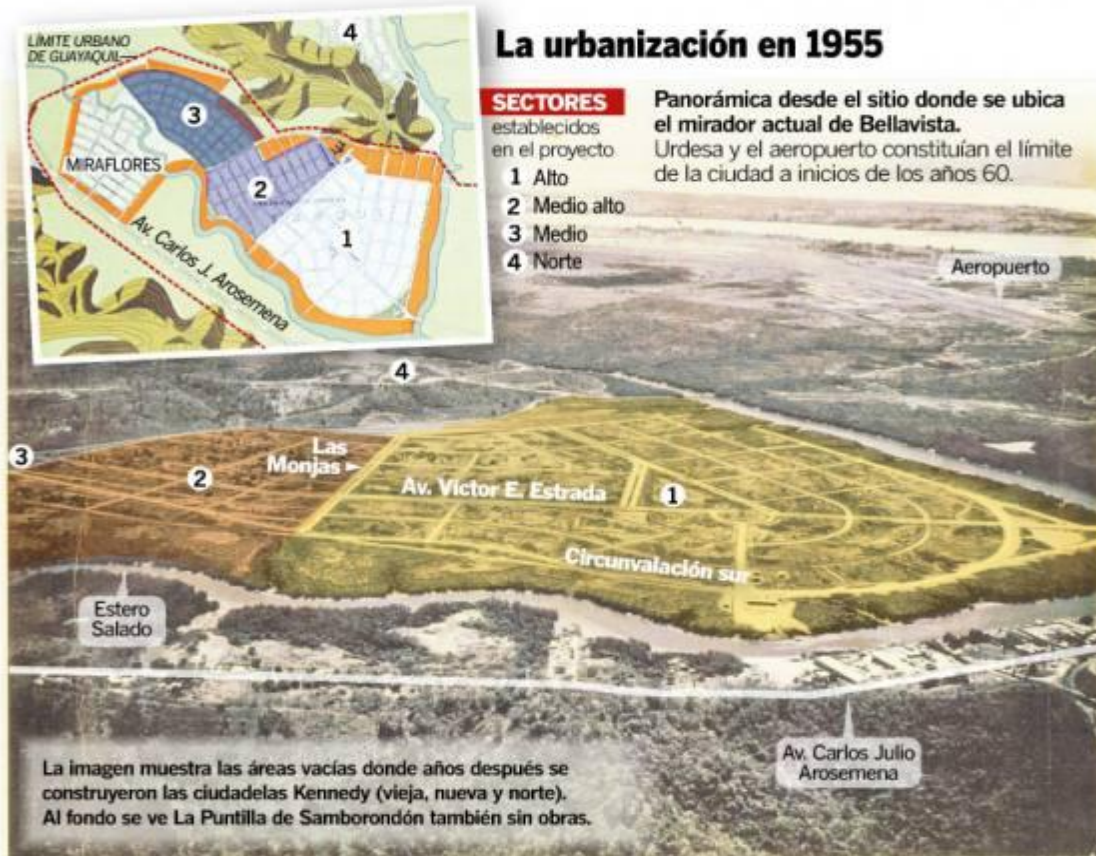 La urbanización en 1955
LÍMITE URBANO
DE GUAYAQUIL
4
3
MIRAFLORES
2
1
Av. Carlos J. Arosemena
SECTORES
establecidos
en el proyecto
1 Alto
2 Medio alto
3 Medio
4 Norte
Panorámica desde el sitio donde se ubica
el mirador actual de Bellavista.
Urdesa y el aeropuerto constituían el límite
de la ciudad a inicios de los años 60.
Aeropuerto
4
3
2
Las
Monjas
Av. Víctor E. Estrada
1
Circunvalación sur
Estero
Salado
Av. Carlos Julio
Arosemena
La imagen muestra las áreas vacías donde años después se
construyeron las ciudadelas Kennedy (vieja, nueva y norte).
Al fondo se ve La Puntilla de Samborondón también sin obras.